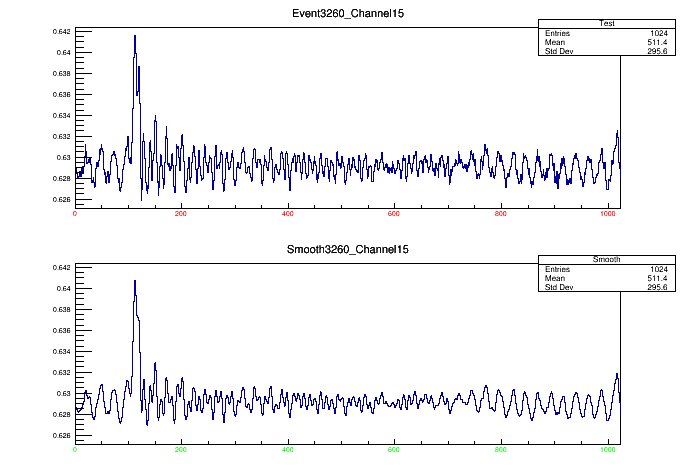 Event3260_Channel15
Test
Entries 1024
Mean 511.4
Std Dev 295.6
0.642
0.64
0.638
0.636
0.634
0.632
0.63
0.628
0.626
0 200 400 600 800 1000
Smooth3260_Channel15
Smooth
Entries 1024
Mean 511.4
Std Dev 295.6
0.642
0.64
0.638
0.636
0.634
0.632
0.63
0.628
0.626
0 200 400 600 800 1000